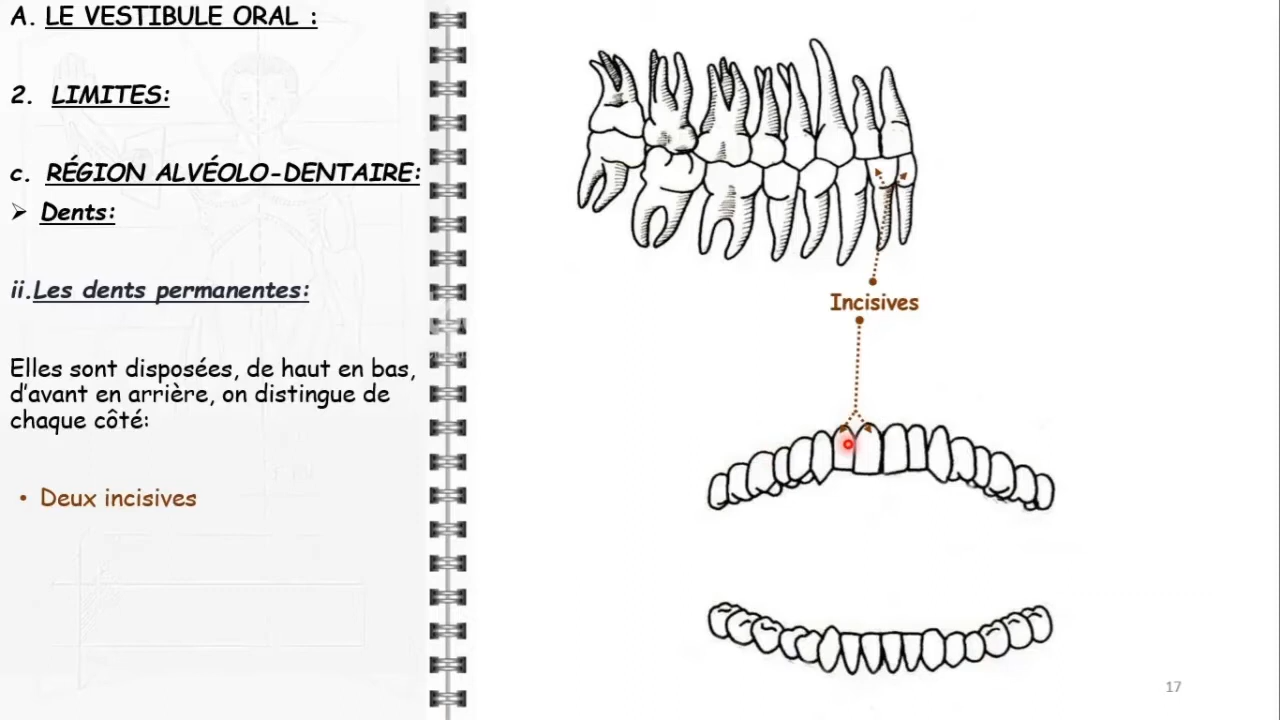 A. LE VESTIBULE ORAL :
2. LIMITES:
c. RÉGION ALVÉOLO-DENTAIRE:
➢ Dents:
ii.Les dents permanentes:
Elles sont disposées, de haut en bas,
d'avant en arrière, on distingue de
chaque côté:
• Deux incisives
Incisives
17